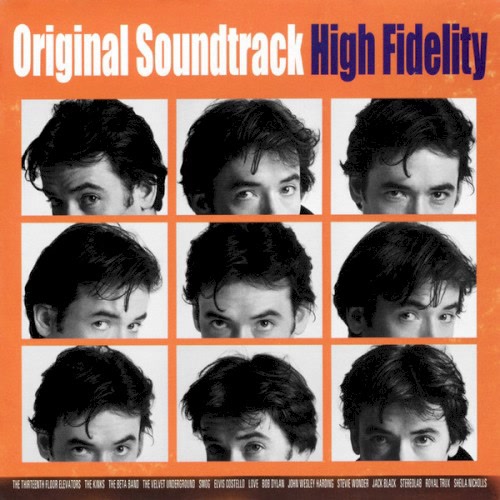 Original Soundtrack High Fidelity
THE THIRTEENTH FLOOR ELEVATORS THE KINKS THE BETA BAND THE VELVET UNDERGROUND SMOG ELVIS COSTELLO LOVE BOB DYLAN JOHN WESLEY HARDING STEVIE WONDER JACK BLACK STEREOLAB ROYAL TRUX SHEILA NICHOLLS